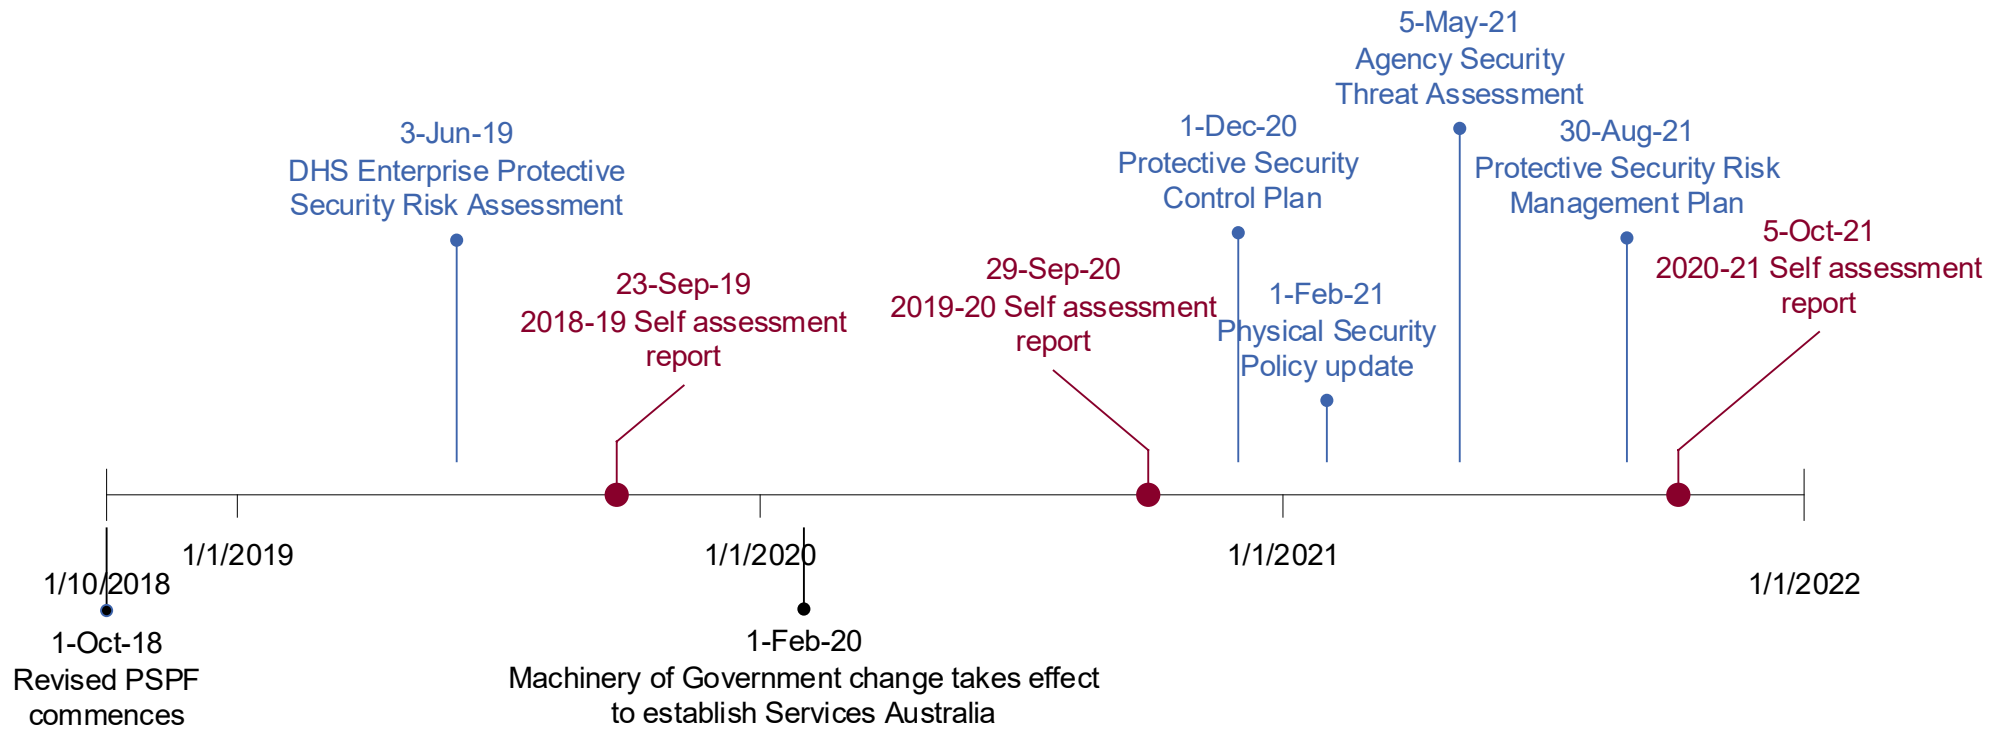 5-May-21
Agency Security
Threat Assessment
3-Jun-19
DHS Enterprise Protective
Security Risk Assessment
1-Dec-20
Protective Security
Control Plan
30-Aug-21
Protective Security Risk
Management Plan
23-Sep-19
2018-19 Self assessment
report
29-Sep-20
2019-20 Self assessment
report
1-Feb-21
Physical Security
Policy update
5-Oct-21
2020-21 Self assessment
report
1/10/2018
1/1/2019
1/1/2020
1/1/2021
1/1/2022
1-Oct-18
Revised PSPF
commences
1-Feb-20
Machinery of Government change takes effect
to establish Services Australia